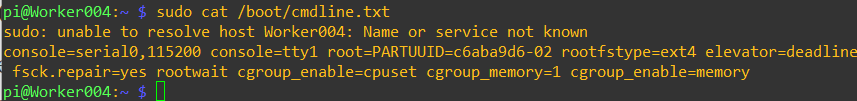 pi@Worker004:~ $ sudo cat /boot/cmdline.txt
sudo: unable to resolve host Worker004: Name or service not known
console=serial0,115200 console=tty1 root=PARTUUID=c6aba9d6-02 rootfstype=ext4 elevator=deadline
fsck.repair=yes rootwait cgroup_enable=cpuset cgroup_memory=1 cgroup_enable=memory
pi@Worker004:~ $